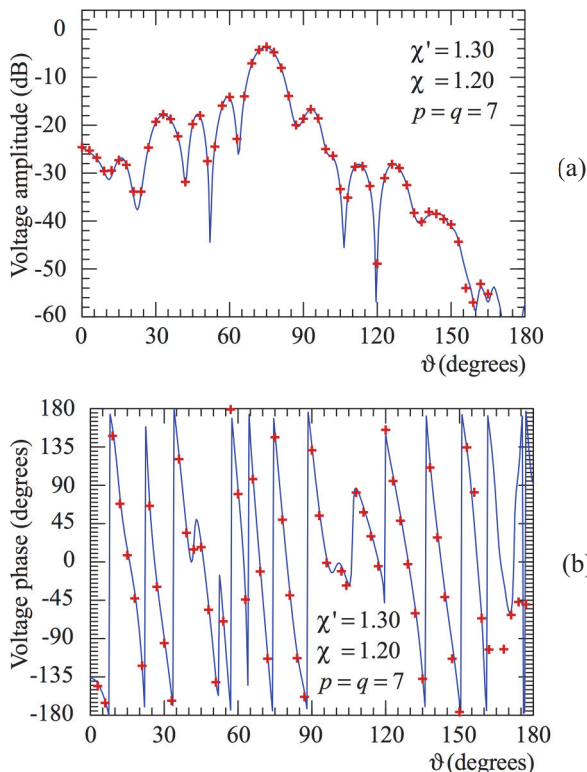 0
-10
-20
-30
-40
-50
-60
Voltage amplitude (dB)
χ' = 1.30
χ = 1.20
p = q = 7
(a)
0 30 60 90 120 150 180
ϑ (degrees)
180
135
90
45
0
-45
-90
-135
-180
Voltage phase (degrees)
χ' = 1.30
χ = 1.20
p = q = 7
(b)
0 30 60 90 120 150 180
ϑ (degrees)